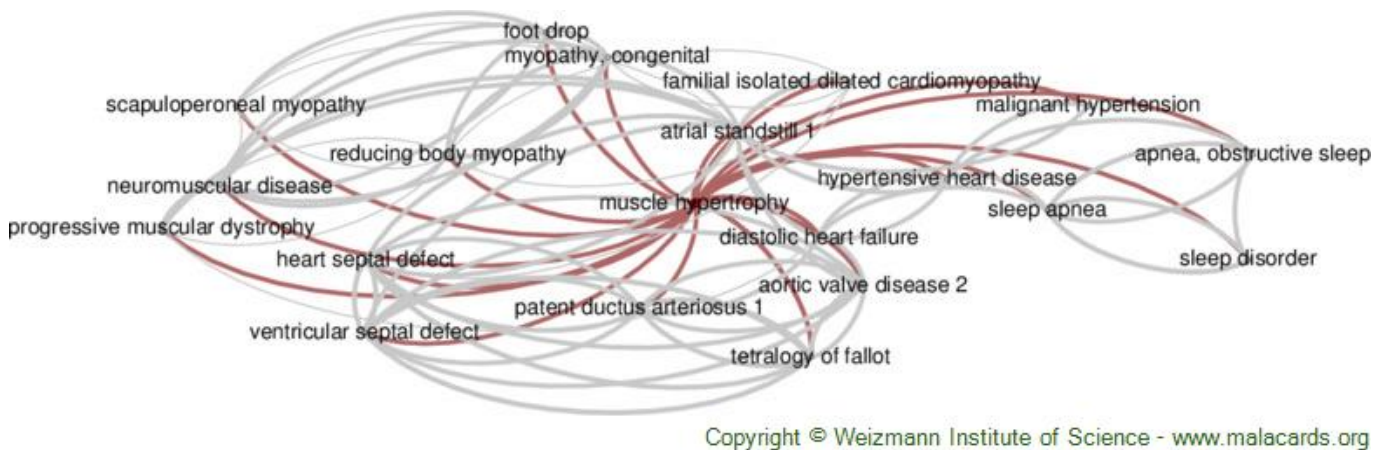 foot drop
myopathy, congenital
familial isolated dilated cardiomyopathy
scapuloperoneal myopathy
malignant hypertension
atrial standstill 1
reducing body myopathy
apnea, obstructive sleep
neuromuscular disease
hypertensive heart disease
muscle hypertrophy
sleep apnea
progressive muscular dystrophy
diastolic heart failure
heart septal defect
sleep disorder
aortic valve disease 2
patent ductus arteriosus 1
ventricular septal defect
tetralogy of fallot
Copyright © Weizmann Institute of Science - www.malacards.org